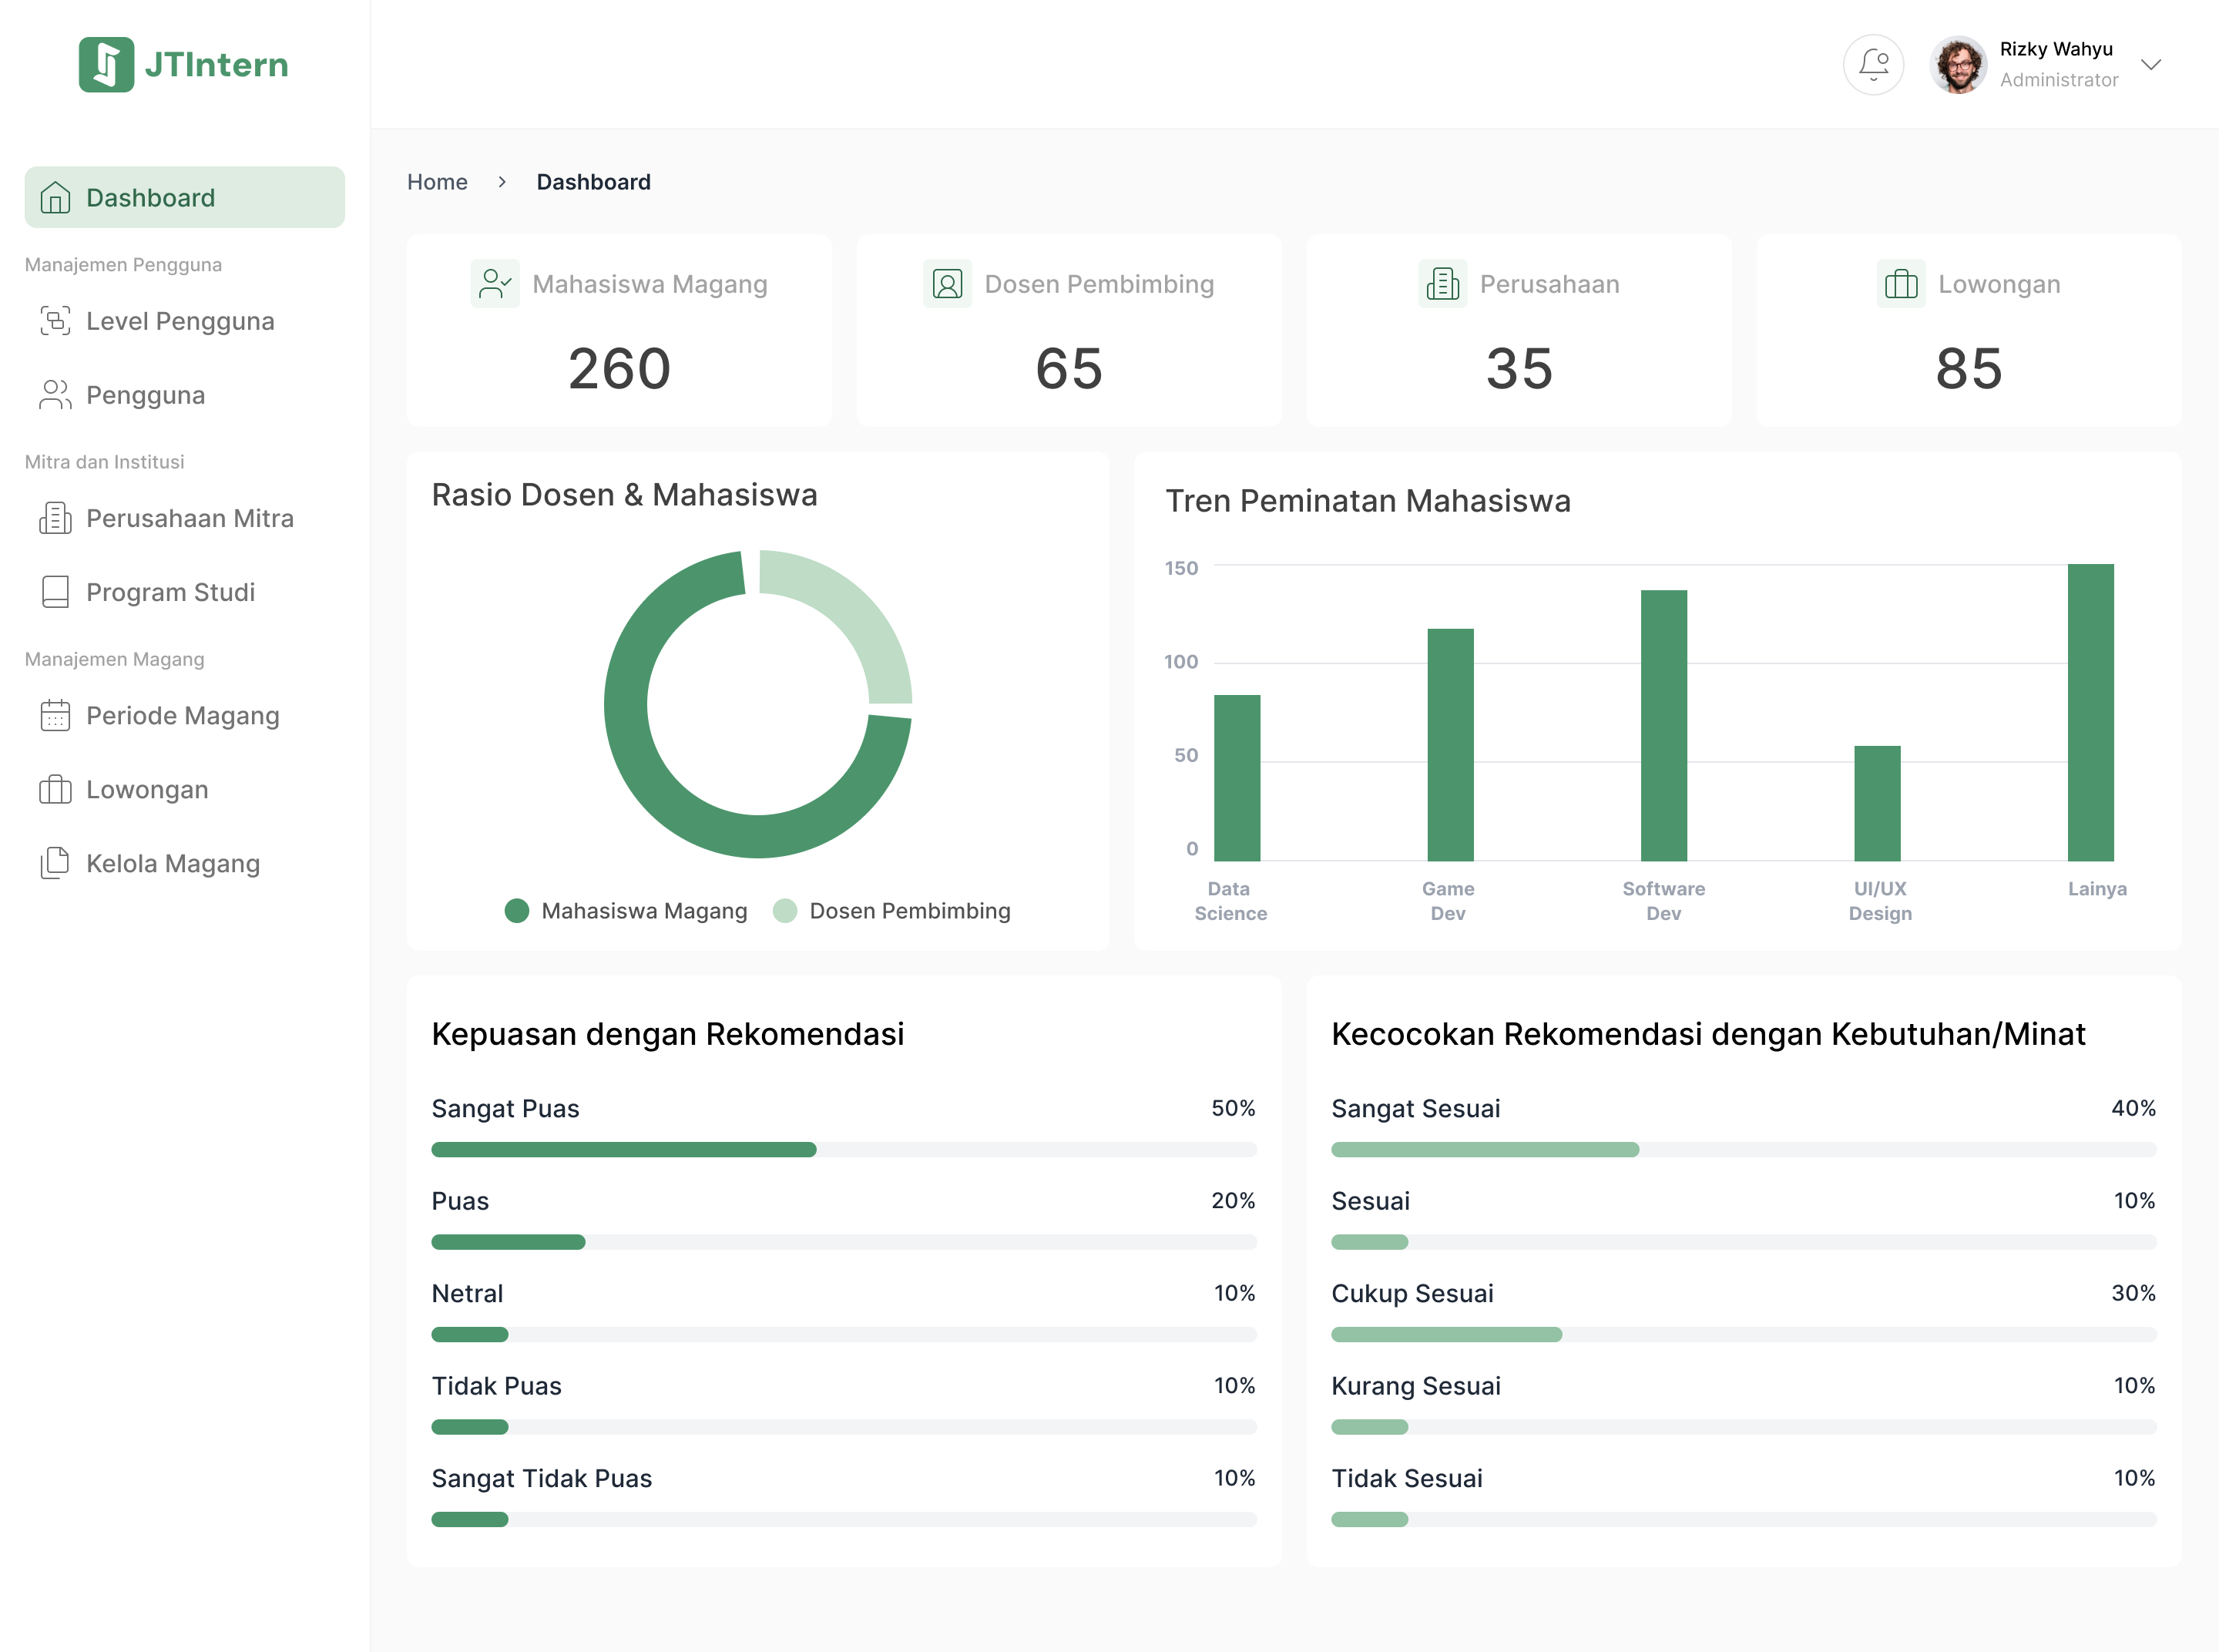 JTIntern
Rizky Wahyu
Administrator
Dashboard
Manajemen Pengguna
Level Pengguna
Pengguna
Mitra dan Institusi
Perusahaan Mitra
Program Studi
Manajemen Magang
Periode Magang
Lowongan
Kelola Magang
Home > Dashboard
Mahasiswa Magang
260
Dosen Pembimbing
65
Perusahaan
35
Lowongan
85
Rasio Dosen & Mahasiswa
Mahasiswa Magang
Dosen Pembimbing
Tren Peminatan Mahasiswa
150
100
50
0
Data
Science
Game
Dev
Software
Dev
UI/UX
Design
Lainya
Kepuasan dengan Rekomendasi
Sangat Puas 50%
Puas 20%
Netral 10%
Tidak Puas 10%
Sangat Tidak Puas 10%
Kecocokan Rekomendasi dengan Kebutuhan/Minat
Sangat Sesuai 40%
Sesuai 10%
Cukup Sesuai 30%
Kurang Sesuai 10%
Tidak Sesuai 10%